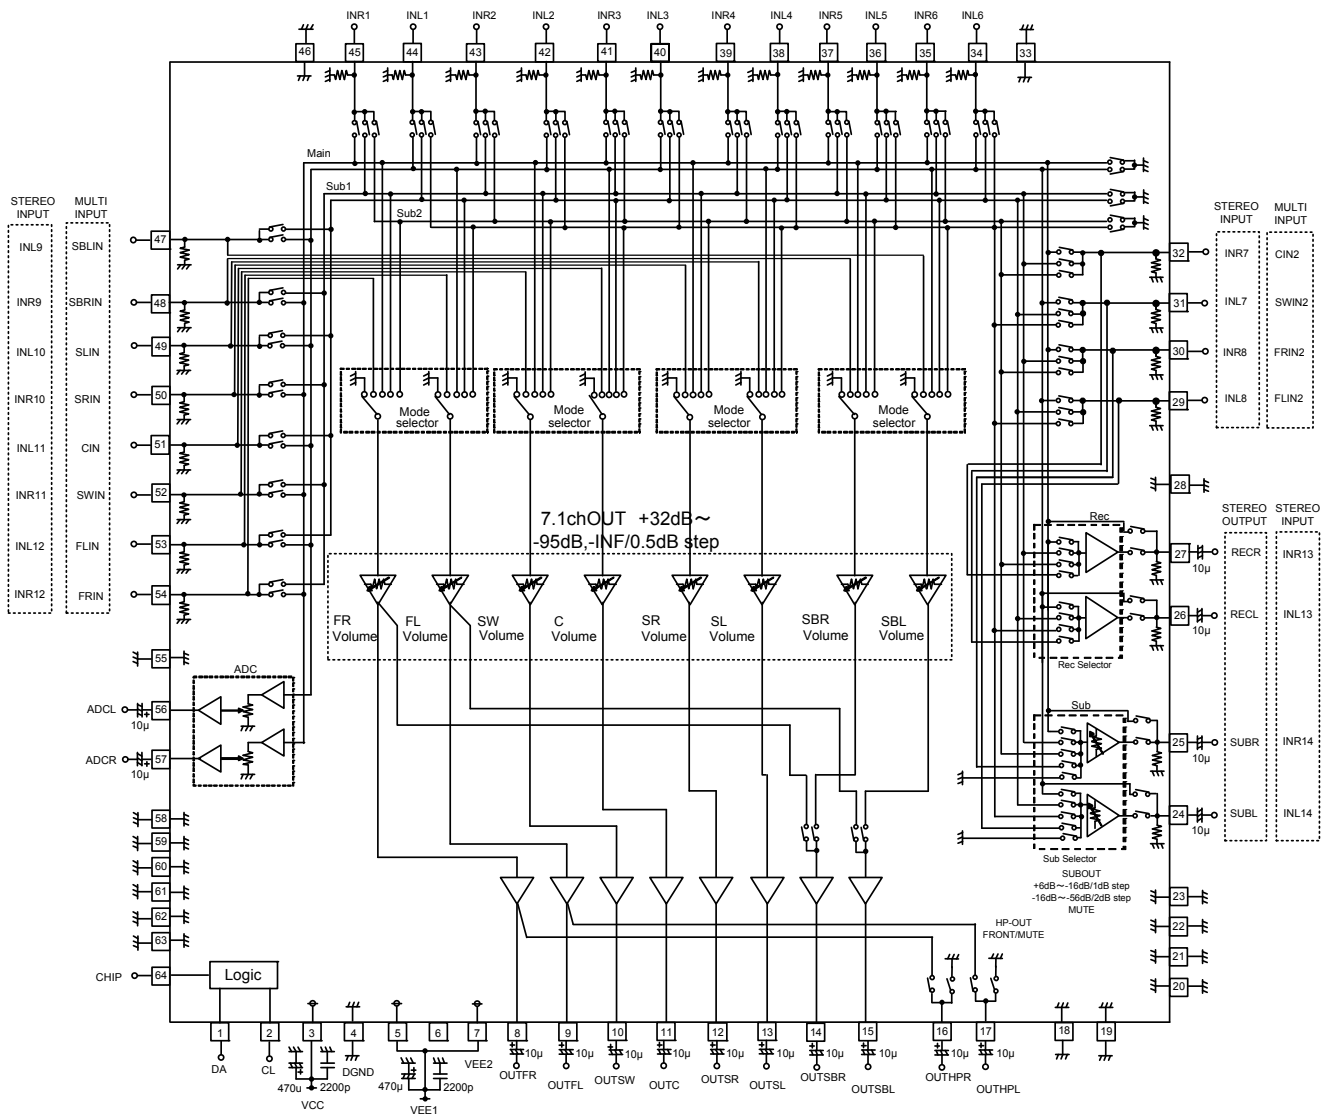 INR1 INL1 INR2 INL2 INR3 INL3 INR4 INL4 INR5 INL5 INR6 INL6
46 45 44 43 42 41 40 39 38 37 36 35 34 33
Main
Sub1
Sub2
STEREO INPUT
MULTI INPUT
INL9 SBLIN 47
INR9 SBRIN 48
INL10 SLIN 49
INR10 SRIN 50
INL11 CIN 51
INR11 SWIN 52
INL12 FLIN 53
INR12 FRIN 54
STEREO INPUT
MULTI INPUT
32 INR7 CIN2
31 INL7 SWIN2
30 INR8 FRIN2
29 INL8 FLIN2
28
Mode selector
Mode selector
Mode selector
Mode selector
7.1chOUT +32dB～
-95dB,-INF/0.5dB step
FR Volume
FL Volume
SW Volume
C Volume
SR Volume
SL Volume
SBR Volume
SBL Volume
STEREO OUTPUT
STEREO INPUT
Rec
27 10μ RECR INR13
26 10μ RECL INL13
Rec Selector
Sub
25 10μ SUBR INR14
24 10μ SUBL INL14
Sub Selector
SUBOUT
+6dB～-16dB/1dB step
-16dB～-56dB/2dB step
MUTE
55
ADC
ADCL 10μ + 56
ADCR 10μ + 57
58
59
60
61
62
63
CHIP 64
Logic
23
22
21
20
HP-OUT
FRONT/MUTE
1 2 3 4 5 6 7 8 9 10 11 12 13 14 15 16 17 18 19
DA
CL
470u + 2200p
VCC
DGND
470μ + 2200p
VEE1
VEE2
+ 10μ OUTFR
+ 10μ OUTFL
+ 10μ OUTSW
+ 10μ OUTC
+ 10μ OUTSR
+ 10μ OUTSL
+ 10μ OUTSBR
+ 10μ OUTSBL
+ 10μ OUTHPR
+ 10μ OUTHPL